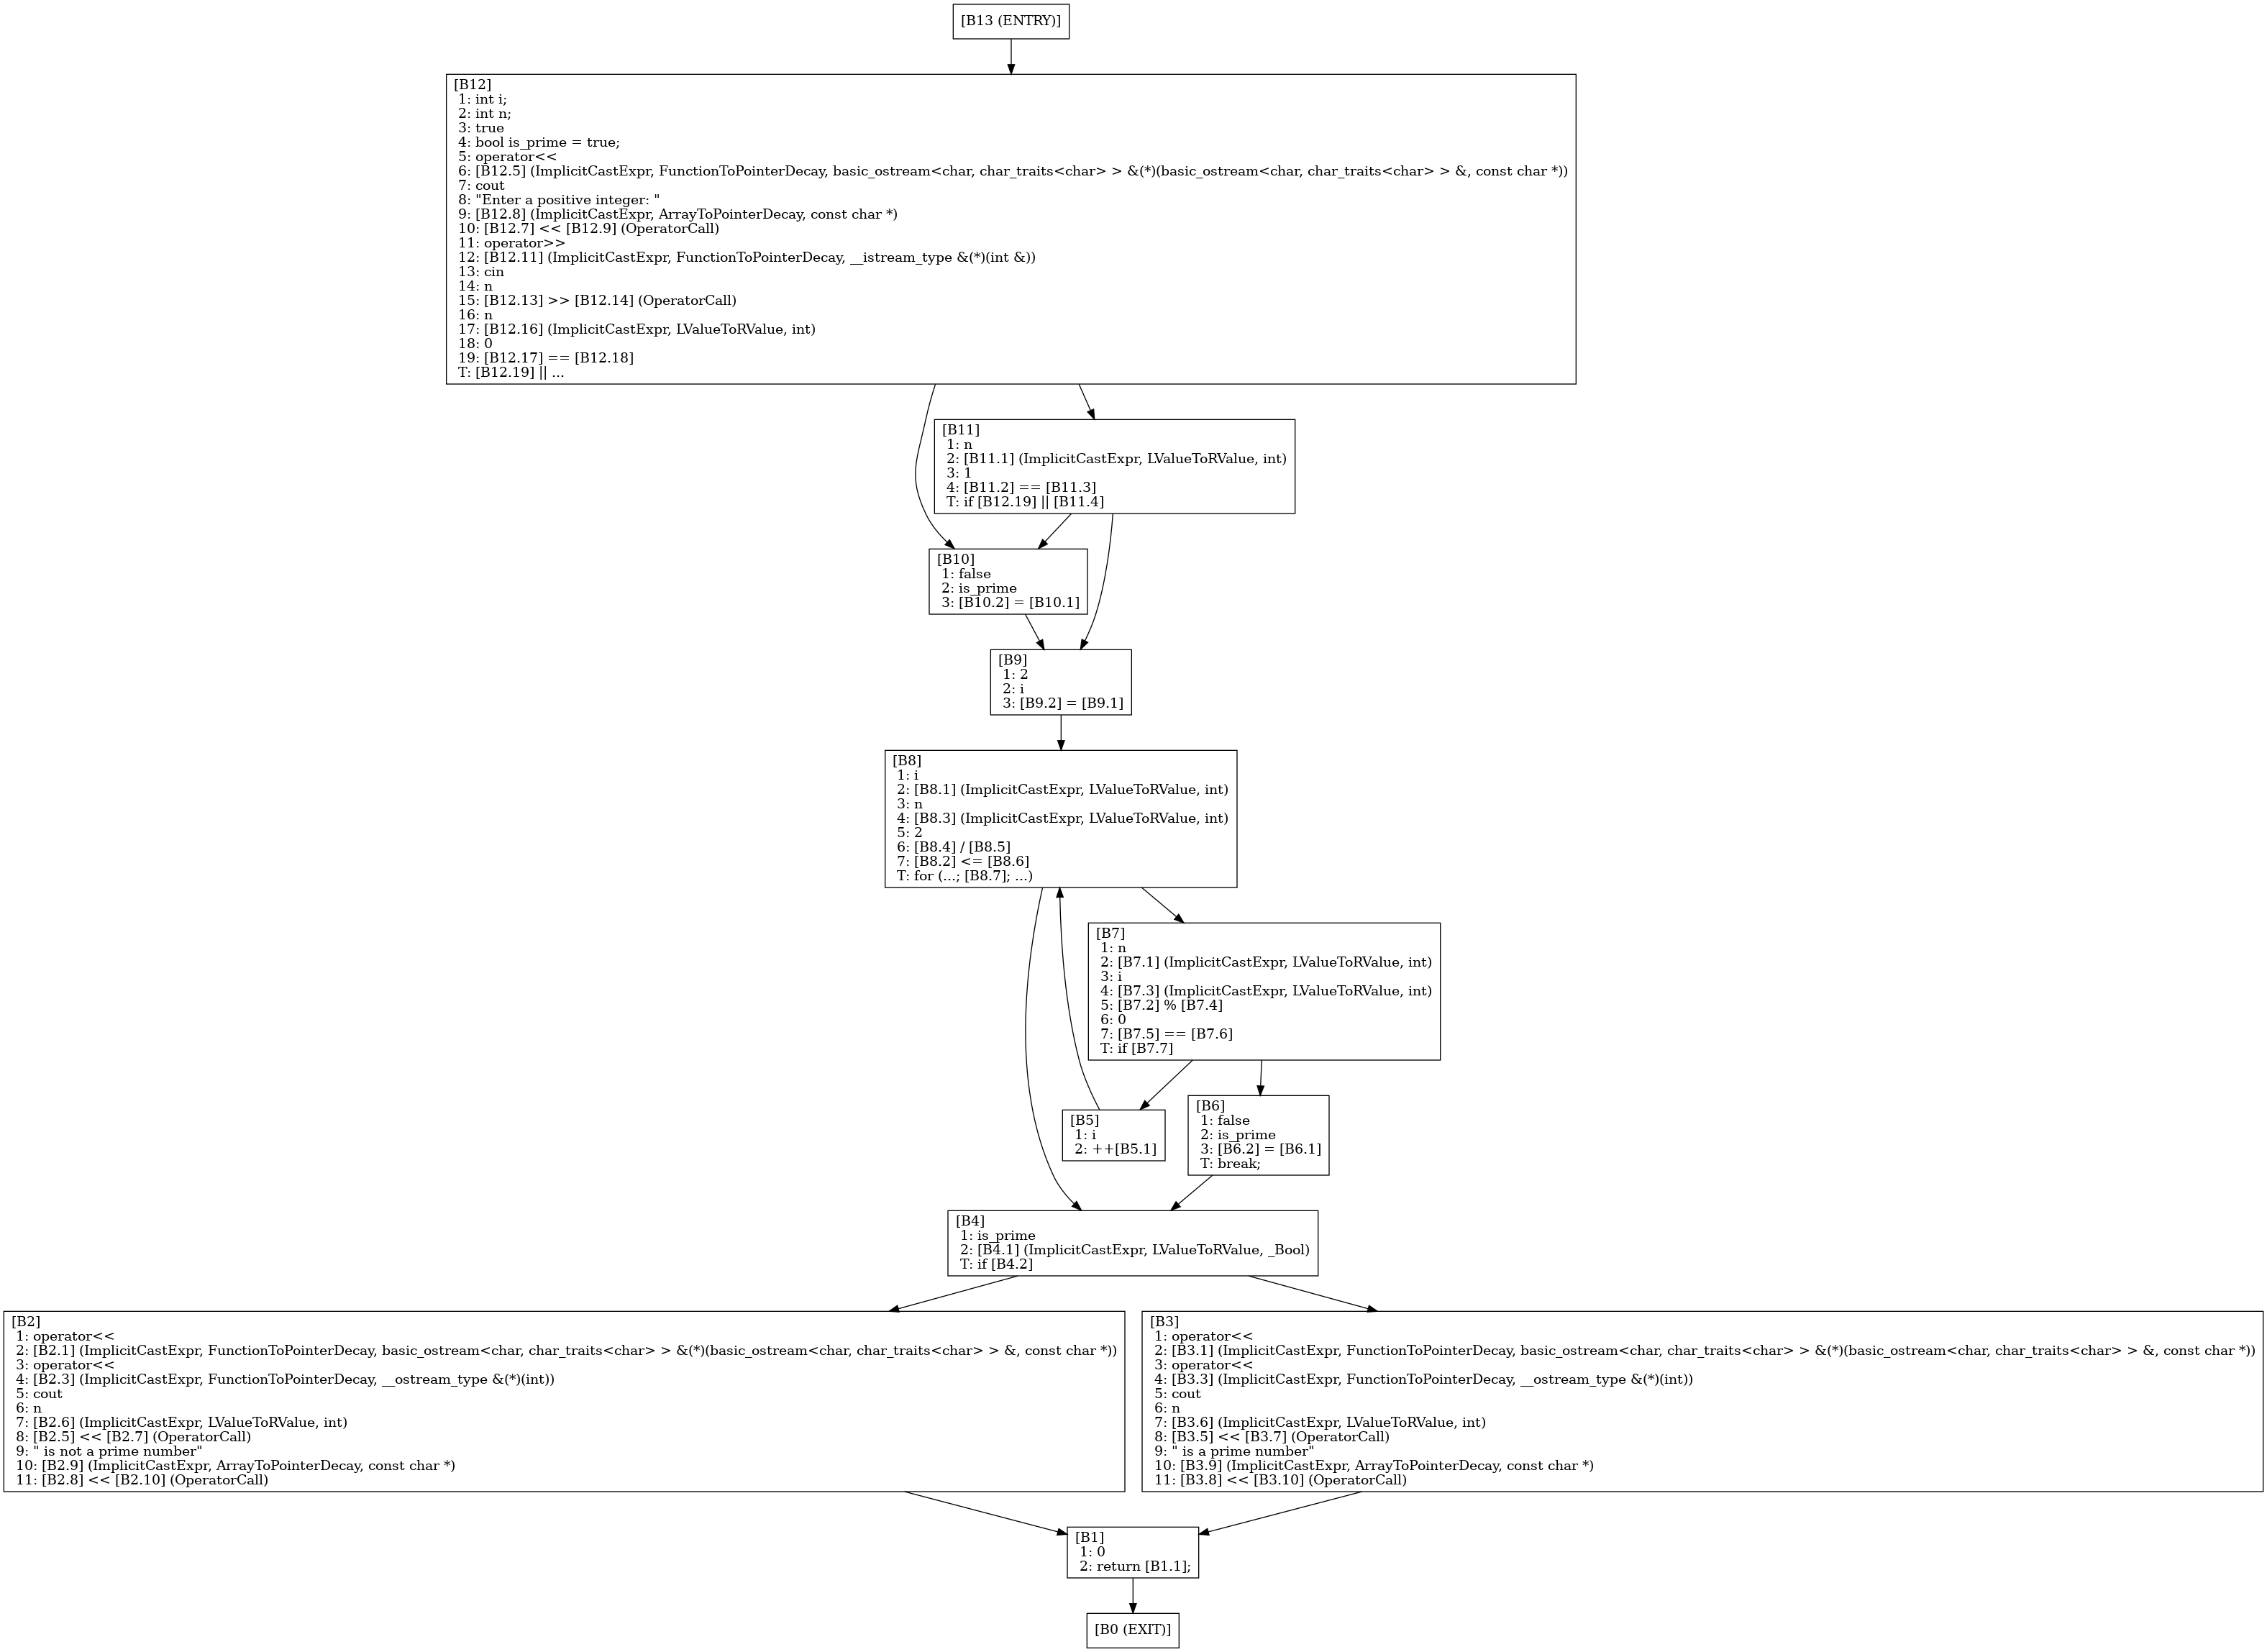 [B13 (ENTRY)]
[B12]
1: int i;
2: int n;
3: true
4: bool is_prime = true;
5: operator<<
6: [B12.5] (ImplicitCastExpr, FunctionToPointerDecay, basic_ostream<char, char_traits<char> > &(*)(basic_ostream<char, char_traits<char> > &, const char *))
7: cout
8: "Enter a positive integer: "
9: [B12.8] (ImplicitCastExpr, ArrayToPointerDecay, const char *)
10: [B12.7] << [B12.9] (OperatorCall)
11: operator>>
12: [B12.11] (ImplicitCastExpr, FunctionToPointerDecay, __istream_type &(*)(int &))
13: cin
14: n
15: [B12.13] >> [B12.14] (OperatorCall)
16: n
17: [B12.16] (ImplicitCastExpr, LValueToRValue, int)
18: 0
19: [B12.17] == [B12.18]
T: [B12.19] || ...
[B11]
1: n
2: [B11.1] (ImplicitCastExpr, LValueToRValue, int)
3: 1
4: [B11.2] == [B11.3]
T: if [B12.19] || [B11.4]
[B10]
1: false
2: is_prime
3: [B10.2] = [B10.1]
[B9]
1: 2
2: i
3: [B9.2] = [B9.1]
[B8]
1: i
2: [B8.1] (ImplicitCastExpr, LValueToRValue, int)
3: n
4: [B8.3] (ImplicitCastExpr, LValueToRValue, int)
5: 2
6: [B8.4] / [B8.5]
7: [B8.2] <= [B8.6]
T: for (...; [B8.7]; ...)
[B7]
1: n
2: [B7.1] (ImplicitCastExpr, LValueToRValue, int)
3: i
4: [B7.3] (ImplicitCastExpr, LValueToRValue, int)
5: [B7.2] % [B7.4]
6: 0
7: [B7.5] == [B7.6]
T: if [B7.7]
[B5]
1: i
2: ++[B5.1]
[B6]
1: false
2: is_prime
3: [B6.2] = [B6.1]
T: break;
[B4]
1: is_prime
2: [B4.1] (ImplicitCastExpr, LValueToRValue, _Bool)
T: if [B4.2]
[B2]
1: operator<<
2: [B2.1] (ImplicitCastExpr, FunctionToPointerDecay, basic_ostream<char, char_traits<char> > &(*)(basic_ostream<char, char_traits<char> > &, const char *))
3: operator<<
4: [B2.3] (ImplicitCastExpr, FunctionToPointerDecay, __ostream_type &(*)(int))
5: cout
6: n
7: [B2.6] (ImplicitCastExpr, LValueToRValue, int)
8: [B2.5] << [B2.7] (OperatorCall)
9: " is not a prime number"
10: [B2.9] (ImplicitCastExpr, ArrayToPointerDecay, const char *)
11: [B2.8] << [B2.10] (OperatorCall)
[B3]
1: operator<<
2: [B3.1] (ImplicitCastExpr, FunctionToPointerDecay, basic_ostream<char, char_traits<char> > &(*)(basic_ostream<char, char_traits<char> > &, const char *))
3: operator<<
4: [B3.3] (ImplicitCastExpr, FunctionToPointerDecay, __ostream_type &(*)(int))
5: cout
6: n
7: [B3.6] (ImplicitCastExpr, LValueToRValue, int)
8: [B3.5] << [B3.7] (OperatorCall)
9: " is a prime number"
10: [B3.9] (ImplicitCastExpr, ArrayToPointerDecay, const char *)
11: [B3.8] << [B3.10] (OperatorCall)
[B1]
1: 0
2: return [B1.1];
[B0 (EXIT)]